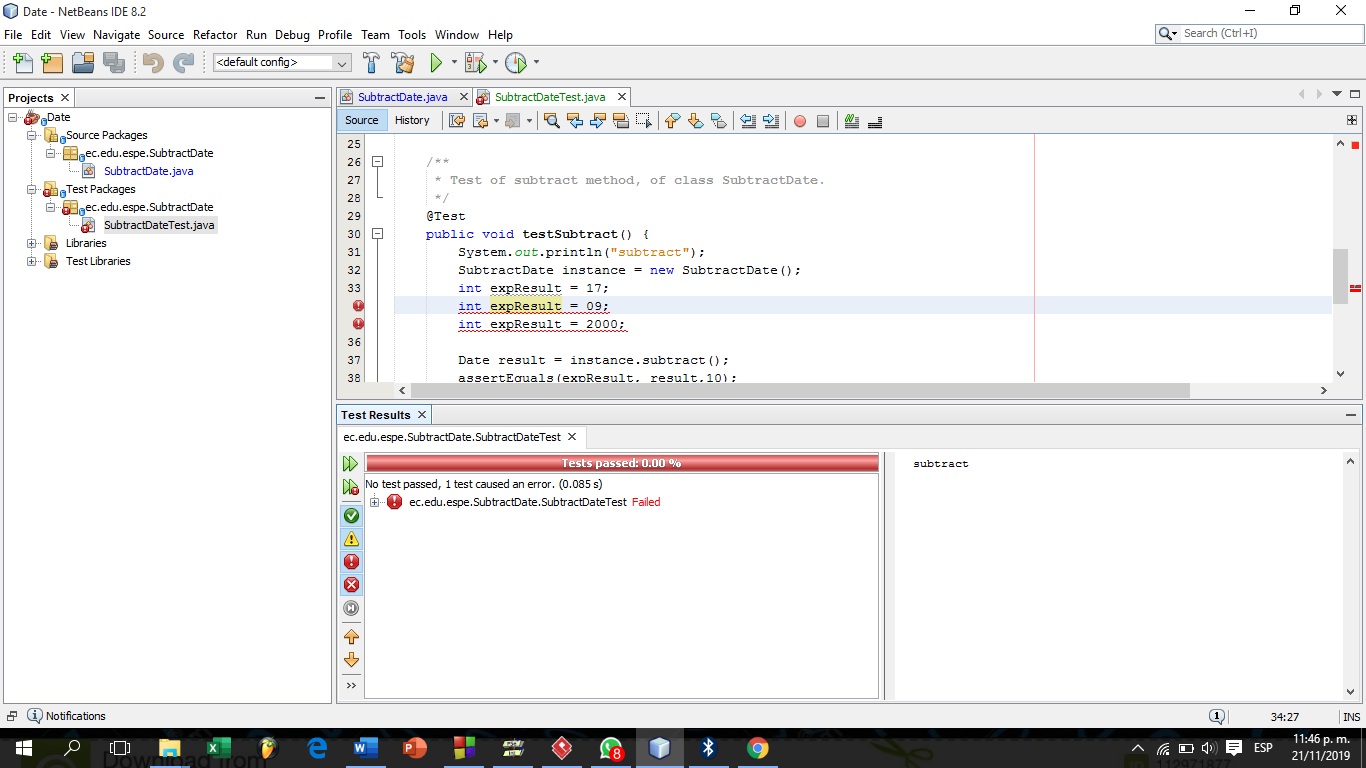 Date - NetBeans IDE 8.2
File Edit View Navigate Source Refactor Run Debug Profile Team Tools Window Help
Search (Ctrl+I)
<default config>
Projects
Date
Source Packages
ec.edu.espe.SubtractDate
SubtractDate.java
Test Packages
ec.edu.espe.SubtractDate
SubtractDateTest.java
Libraries
Test Libraries
SubtractDate.java SubtractDateTest.java
Source History
25
26 /**
27 * Test of subtract method, of class SubtractDate.
28 */
29 @Test
30 public void testSubtract() {
31 System.out.println("subtract");
32 SubtractDate instance = new SubtractDate();
33 int expResult = 17;
int expResult = 09;
int expResult = 2000;
36
37 Date result = instance.subtract();
38 assertEquals(expResult, result,10);
Test Results
ec.edu.espe.SubtractDate.SubtractDateTest
Tests passed: 0.00 %
No test passed, 1 test caused an error. (0.085 s)
ec.edu.espe.SubtractDate.SubtractDateTest Failed
subtract
Notifications
1
34:27
INS
8
ESP
11:46 p. m.
21/11/2019
Download from
112971877